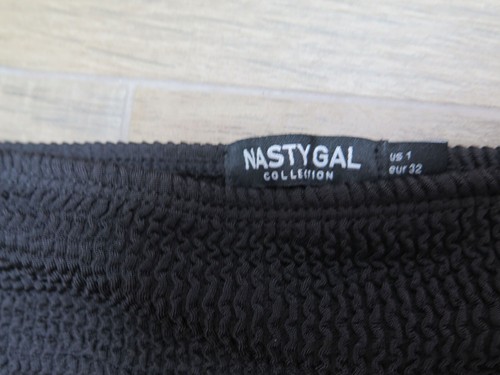 NASTYGAL
COLLECTION
us 1
eur 32